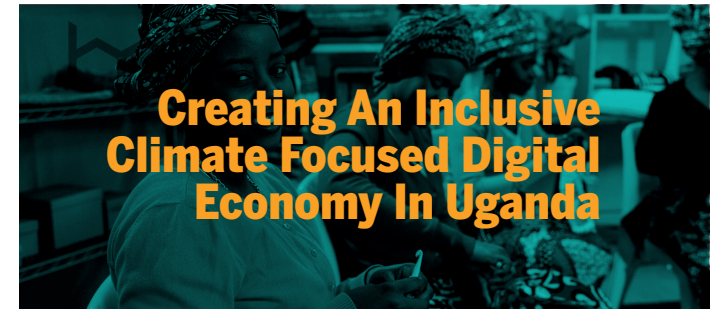 Creating An Inclusive
Climate Focused Digital
Economy In Uganda